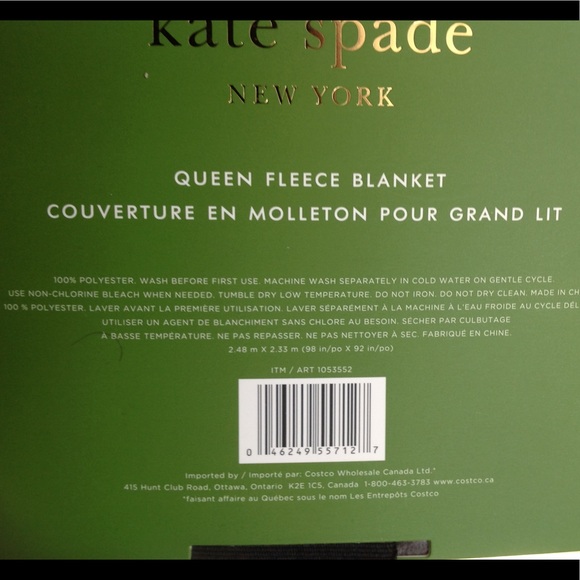 kate spade
NEW YORK
QUEEN FLEECE BLANKET
COUVERTURE EN MOLLETON POUR GRAND LIT
100% POLYESTER. WASH BEFORE FIRST USE. MACHINE WASH SEPARATELY IN COLD WATER ON GENTLE CYCLE.
USE NON-CHLORINE BLEACH WHEN NEEDED. TUMBLE DRY LOW TEMPERATURE. DO NOT IRON. DO NOT DRY CLEAN. MADE IN CH
100 % POLYESTER. LAVER AVANT LA PREMIÈRE UTILISATION. LAVER SÉPARÉMENT À LA MACHINE À L'EAU FROIDE AU CYCLE DÉL
UTILISER UN AGENT DE BLANCHIMENT SANS CHLORE AU BESOIN. SÉCHER PAR CULBUTAGE
À BASSE TEMPÉRATURE. NE PAS REPASSER. NE PAS NETTOYER À SEC. FABRIQUÉ EN CHINE.
2.48 m X 2.33 m (98 in/po X 92 in/po)
ITM / ART 1053552
0 46249 55712 7
Imported by / Importé par: Costco Wholesale Canada Ltd.*
415 Hunt Club Road, Ottawa, Ontario K2E 1C5, Canada 1-800-463-3783 www.costco.ca
*faisant affaire au Québec sous le nom Les Entrepôts Costco